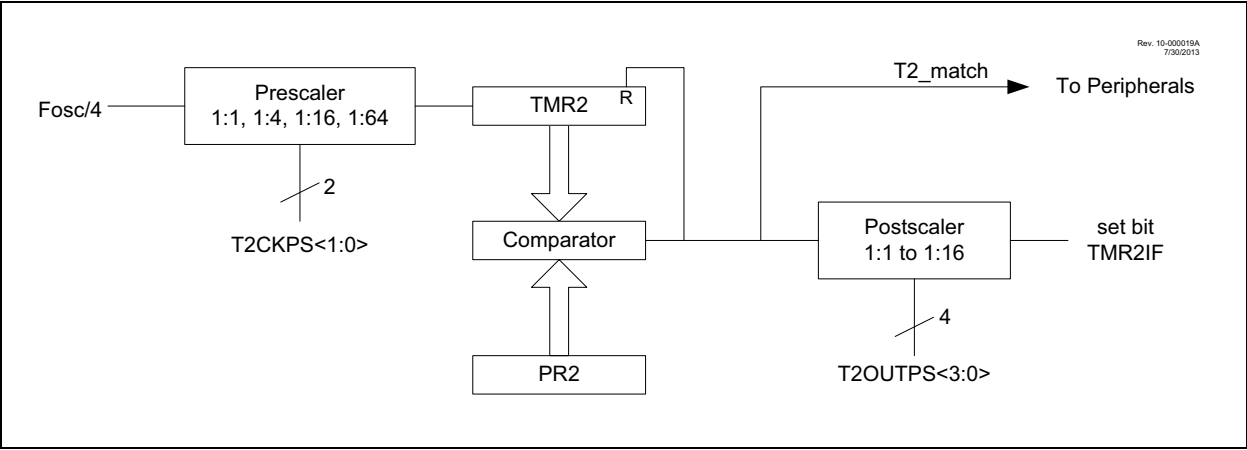 Rev. 10-000019A
7/30/2013
T2_match
To Peripherals
Fosc/4
Prescaler
1:1, 1:4, 1:16, 1:64
TMR2
R
2
T2CKPS<1:0>
Comparator
Postscaler
1:1 to 1:16
set bit
TMR2IF
4
T2OUTPS<3:0>
PR2